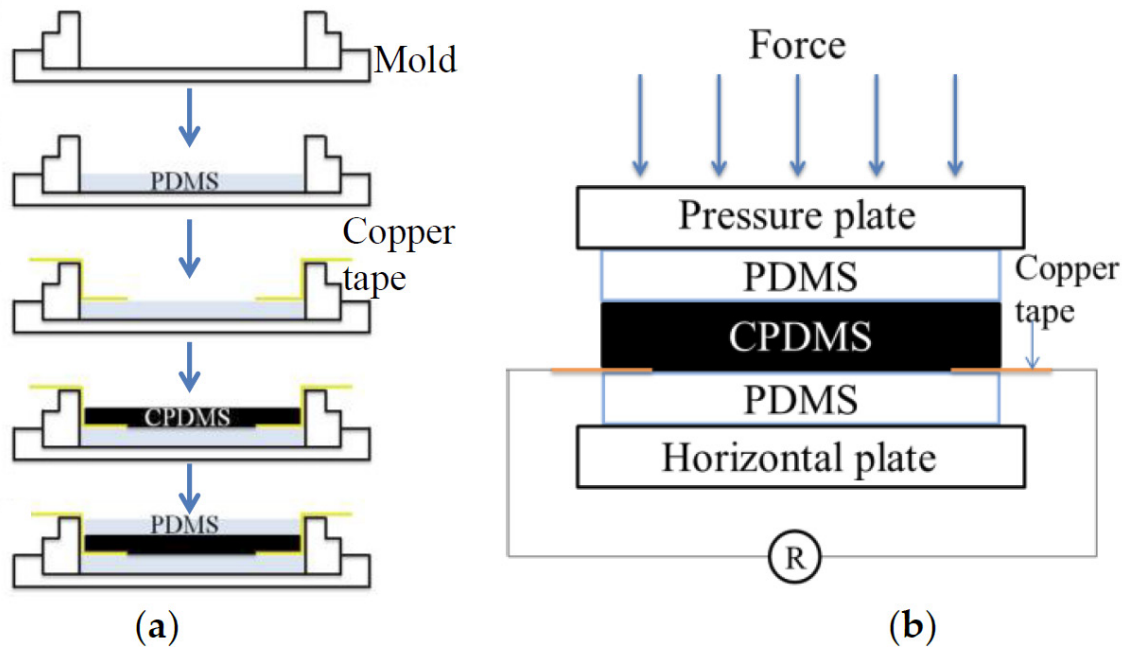 Mold
PDMS
Copper
tape
CPDMS
PDMS
(a)
Force
Pressure plate
PDMS
Copper
tape
CPDMS
PDMS
Horizontal plate
R
(b)